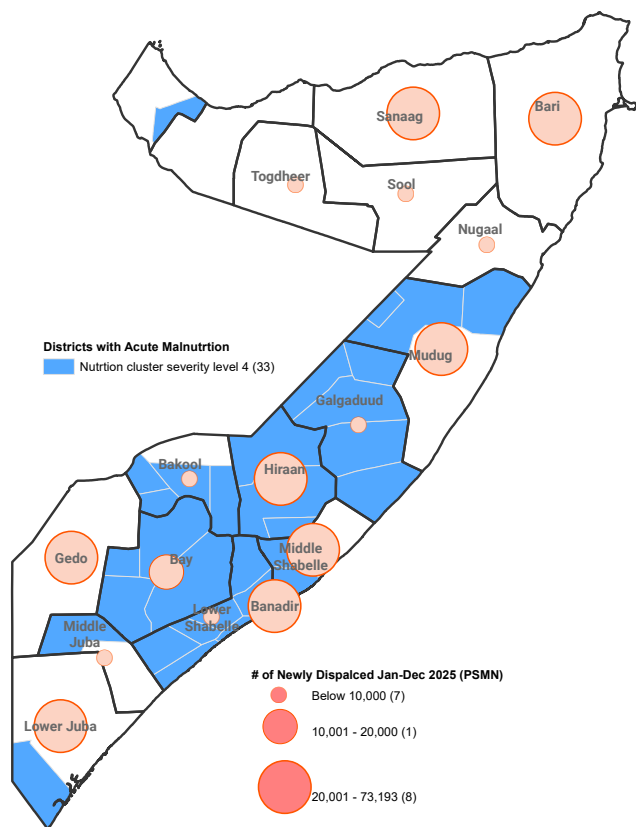 Sanaag
Bari
Togdheer
Sool
Nugaal
Districts with Acute Malnutrtion
Nutrtion cluster severity level 4 (33)
Mudug
Galgaduud
Bakool
Hiraan
Gedo
Bay
Middle
Shabelle
Banadir
Lower
Shabelle
Middle
Juba
Lower Juba
# of Newly Dispalced Jan-Dec 2025 (PSMN)
Below 10,000 (7)
10,001 - 20,000 (1)
20,001 - 73,193 (8)